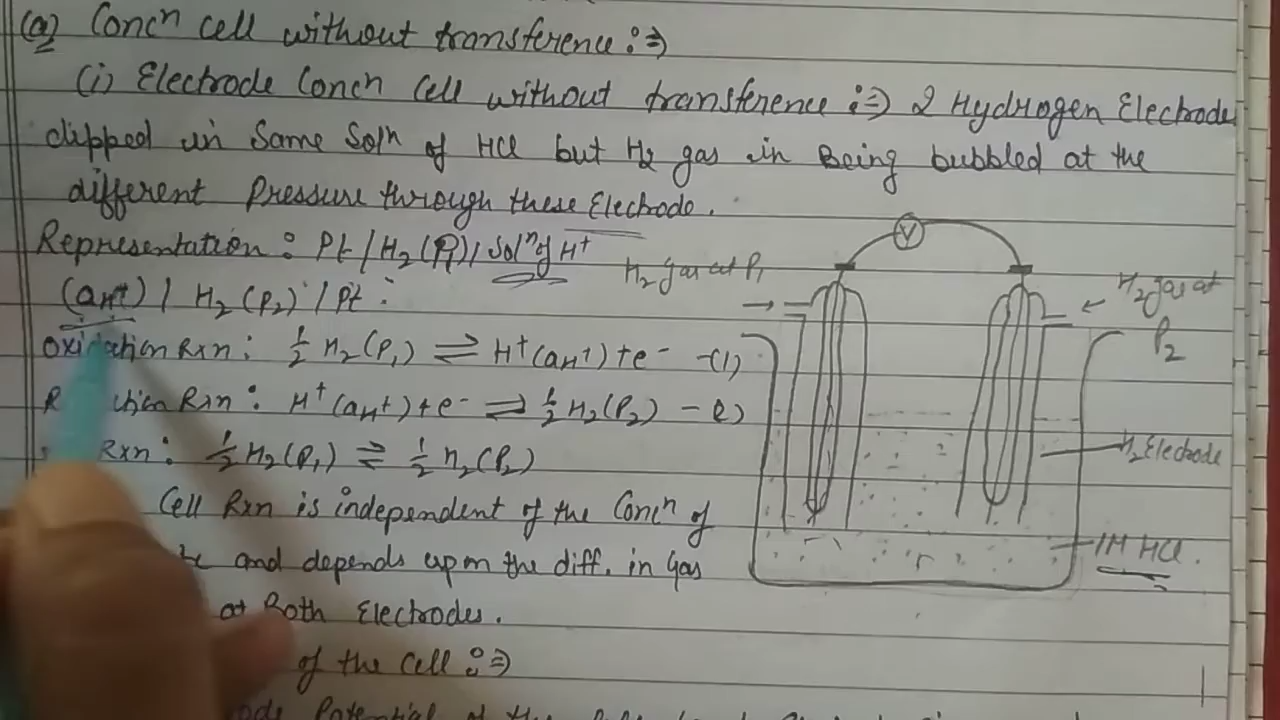 (a) Concn cell without transference :⇒
(i) Electrode Concn Cell without transference :⇒ 2 Hydrogen Electrode
dipped in Same Soln of HCl but H2 gas in Being bubbled at the
different Pressure through these Electrode.
Representation : Pt / H2 (P1) / Soln of H+
(aH+) / H2 (P2) / Pt :
Oxidation Rxn : 1/2 H2 (P1) ⇌ H+ (aH+) + e- -(1)
Rxn : H+ (aH+) + e- ⇌ 1/2 H2 (P2) -(2)
Rxn : 1/2 H2 (P1) ⇌ 1/2 H2 (P2)
Cell Rxn is independent of the Concn of
and depends upon the diff. in Gas
at Both Electrodes.
of the Cell :⇒
Potential of the
V
H2 gas at P1
H2 gas at
P2
H2 Electrode
1M HCl.